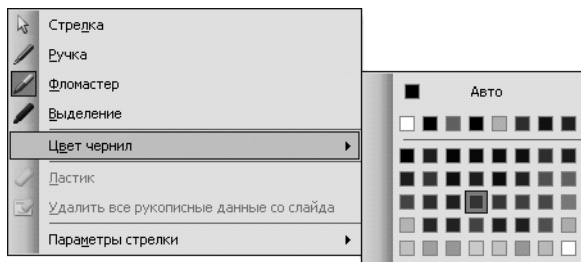 Стрелка
Ручка
Фломастер
Выделение
Цвет чернил
Ластик
Удалить все рукописные данные со слайда
Параметры стрелки
Авто